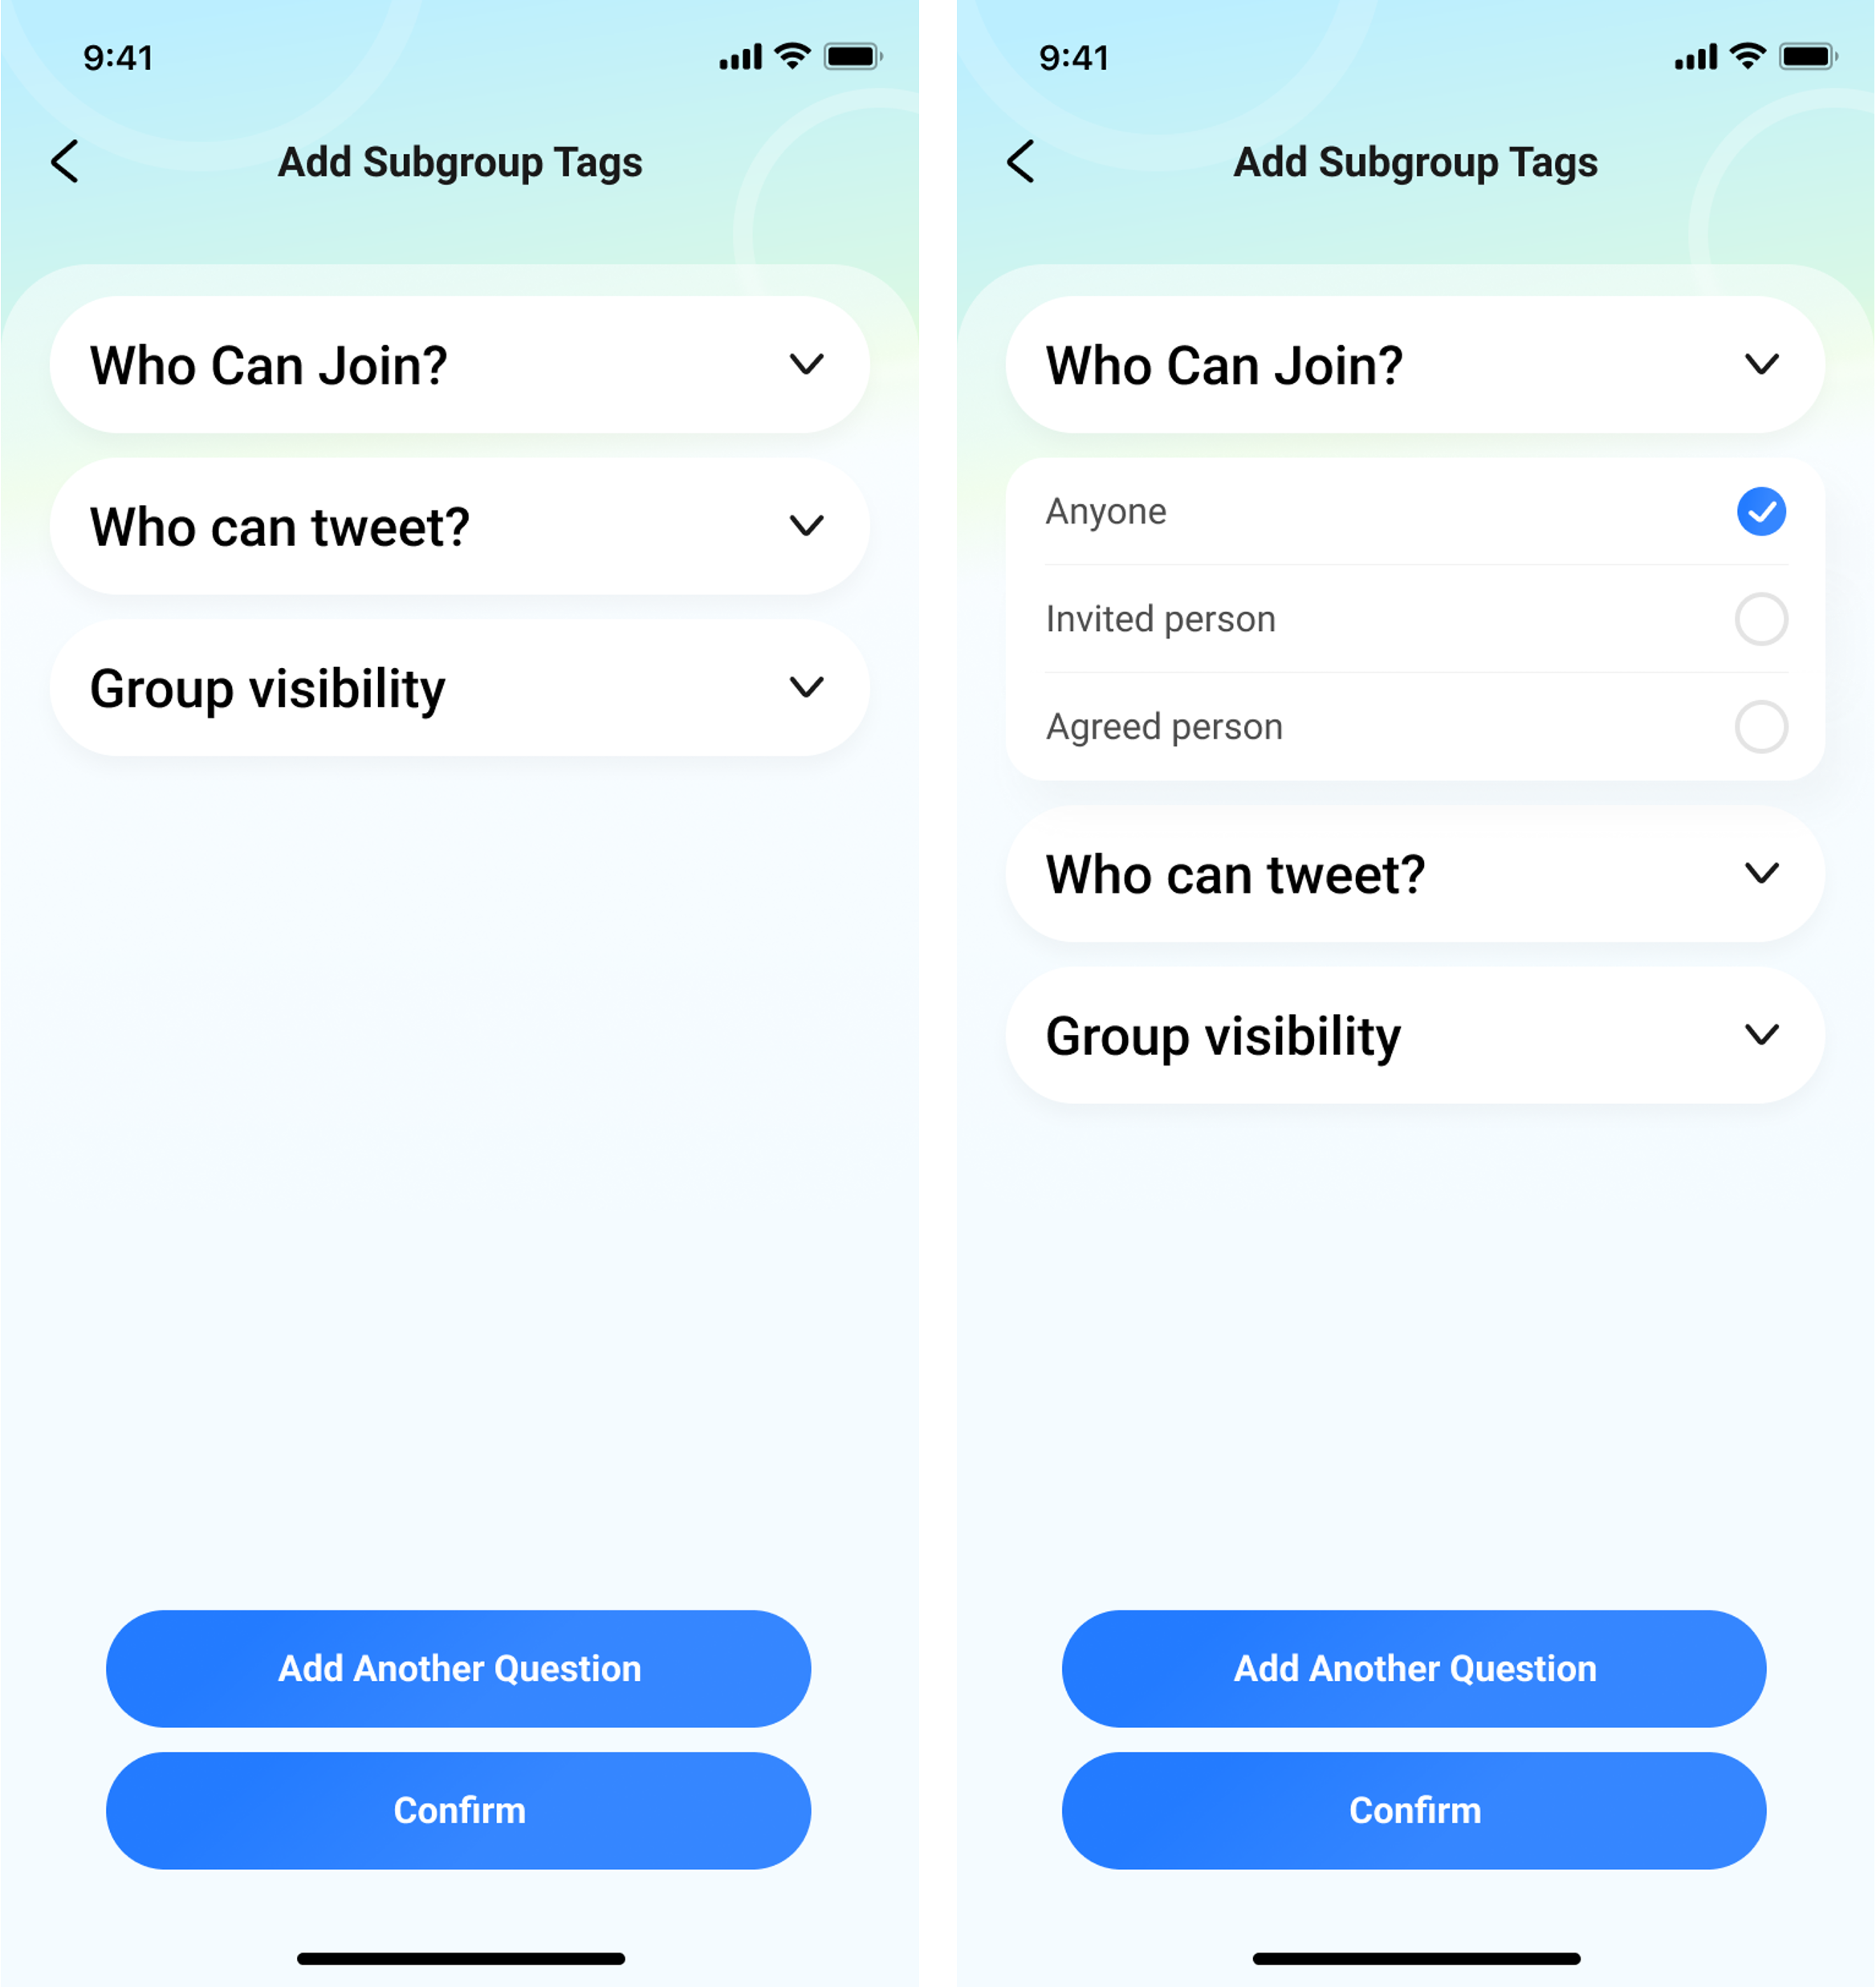 9:41
Add Subgroup Tags
Who Can Join?
Who can tweet?
Group visibility
Add Another Question
Confirm
9:41
Add Subgroup Tags
Who Can Join?
Anyone
Invited person
Agreed person
Who can tweet?
Group visibility
Add Another Question
Confirm